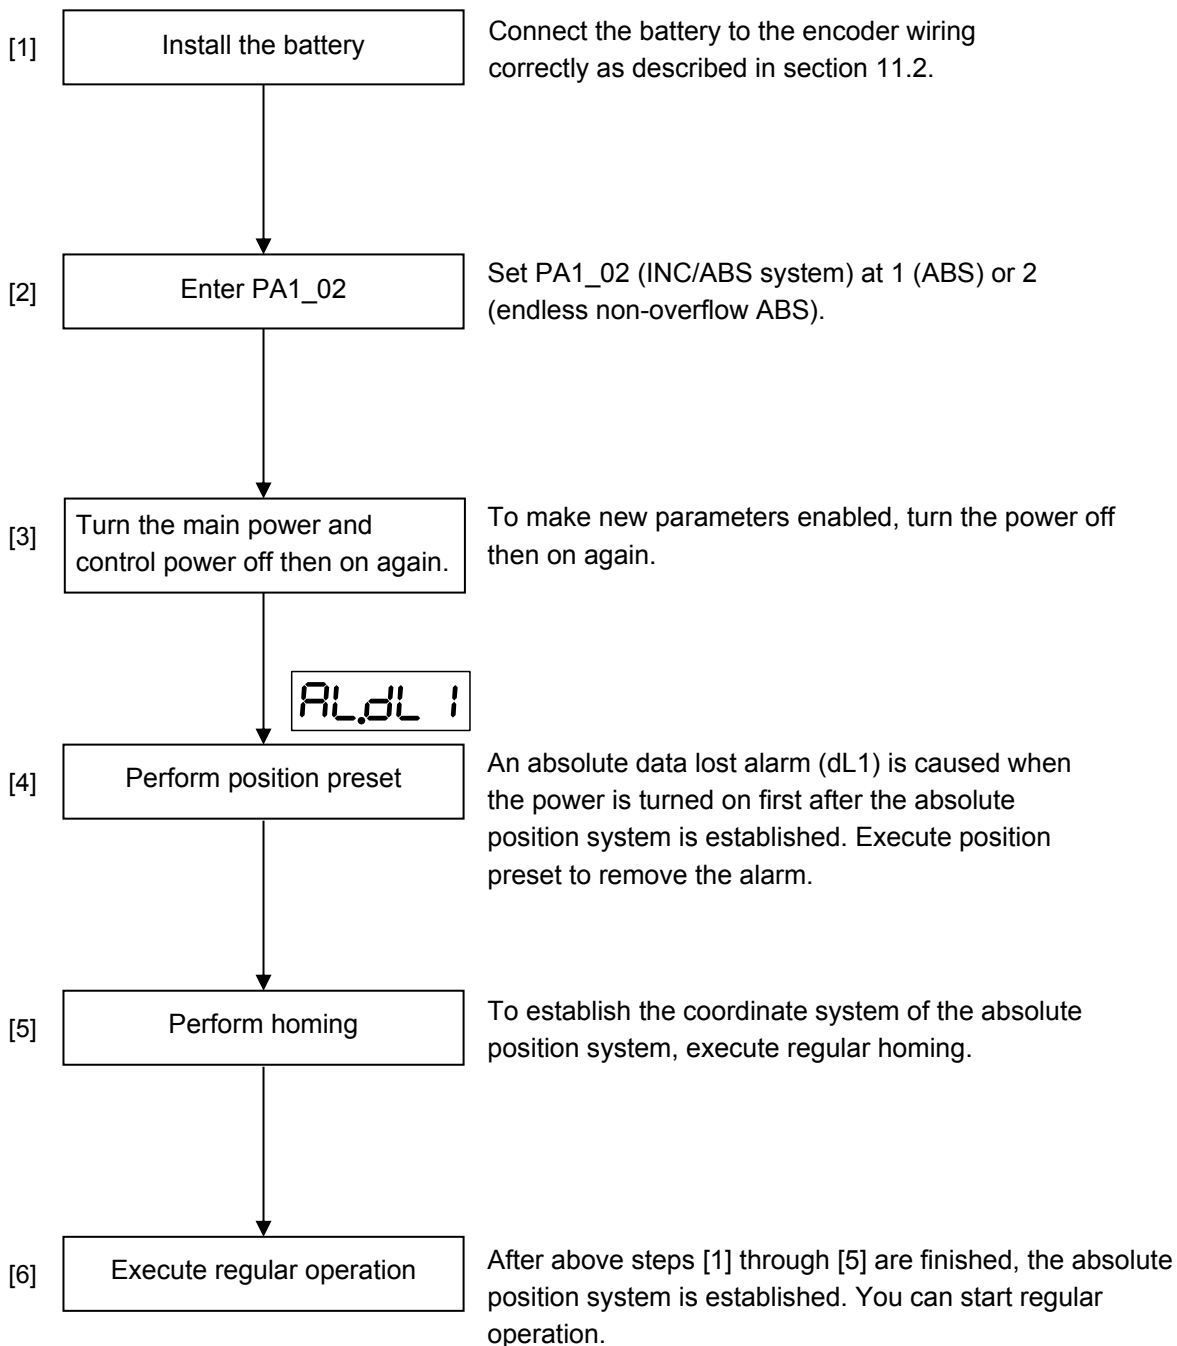 [1]
Install the battery
Connect the battery to the encoder wiring
correctly as described in section 11.2.
[2]
Enter PA1_02
Set PA1_02 (INC/ABS system) at 1 (ABS) or 2
(endless non-overflow ABS).
[3]
Turn the main power and
control power off then on again.
To make new parameters enabled, turn the power off
then on again.
AL.dL 1
[4]
Perform position preset
An absolute data lost alarm (dL1) is caused when
the power is turned on first after the absolute
position system is established. Execute position
preset to remove the alarm.
[5]
Perform homing
To establish the coordinate system of the absolute
position system, execute regular homing.
[6]
Execute regular operation
After above steps [1] through [5] are finished, the absolute
position system is established. You can start regular
operation.